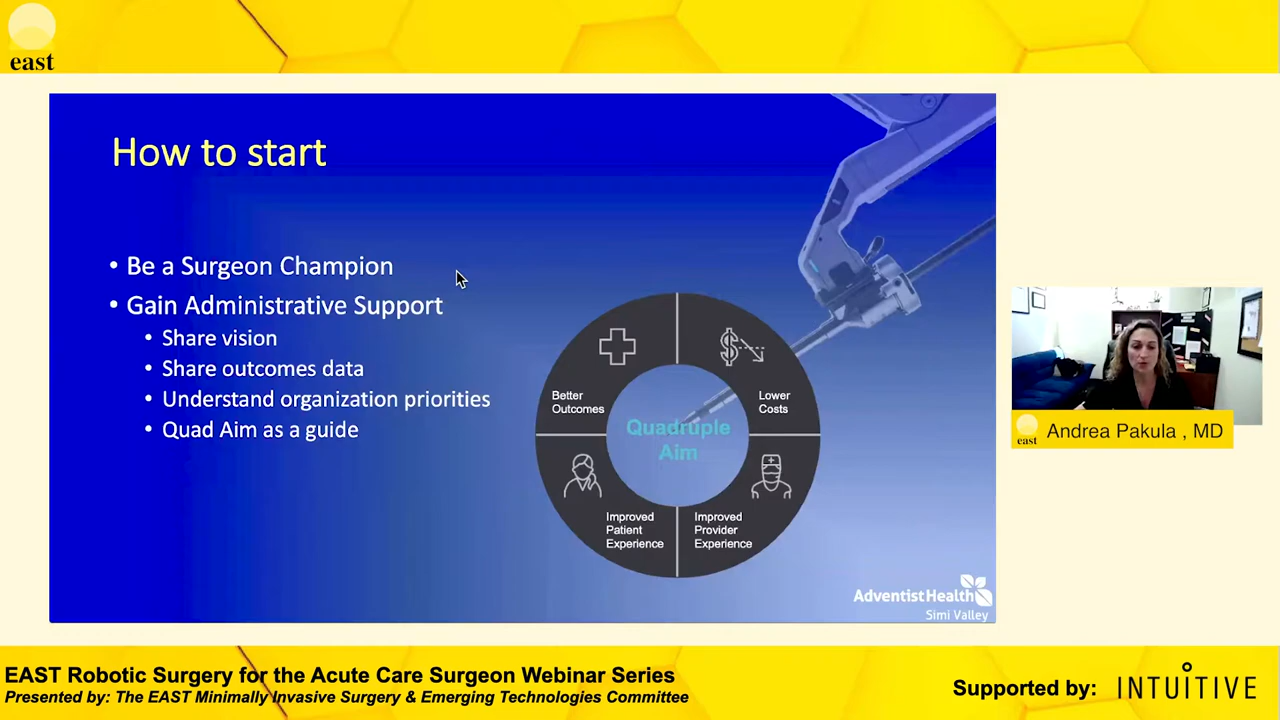 east
How to start
• Be a Surgeon Champion
• Gain Administrative Support
• Share vision
• Share outcomes data
• Understand organization priorities
• Quad Aim as a guide
Better
Outcomes
Lower
Costs
Quadruple
Aim
Improved
Patient
Experience
Improved
Provider
Experience
AdventistHealth
Simi Valley
east
Andrea Pakula , MD
EAST Robotic Surgery for the Acute Care Surgeon Webinar Series
Presented by: The EAST Minimally Invasive Surgery & Emerging Technologies Committee
Supported by: INTUITIVE